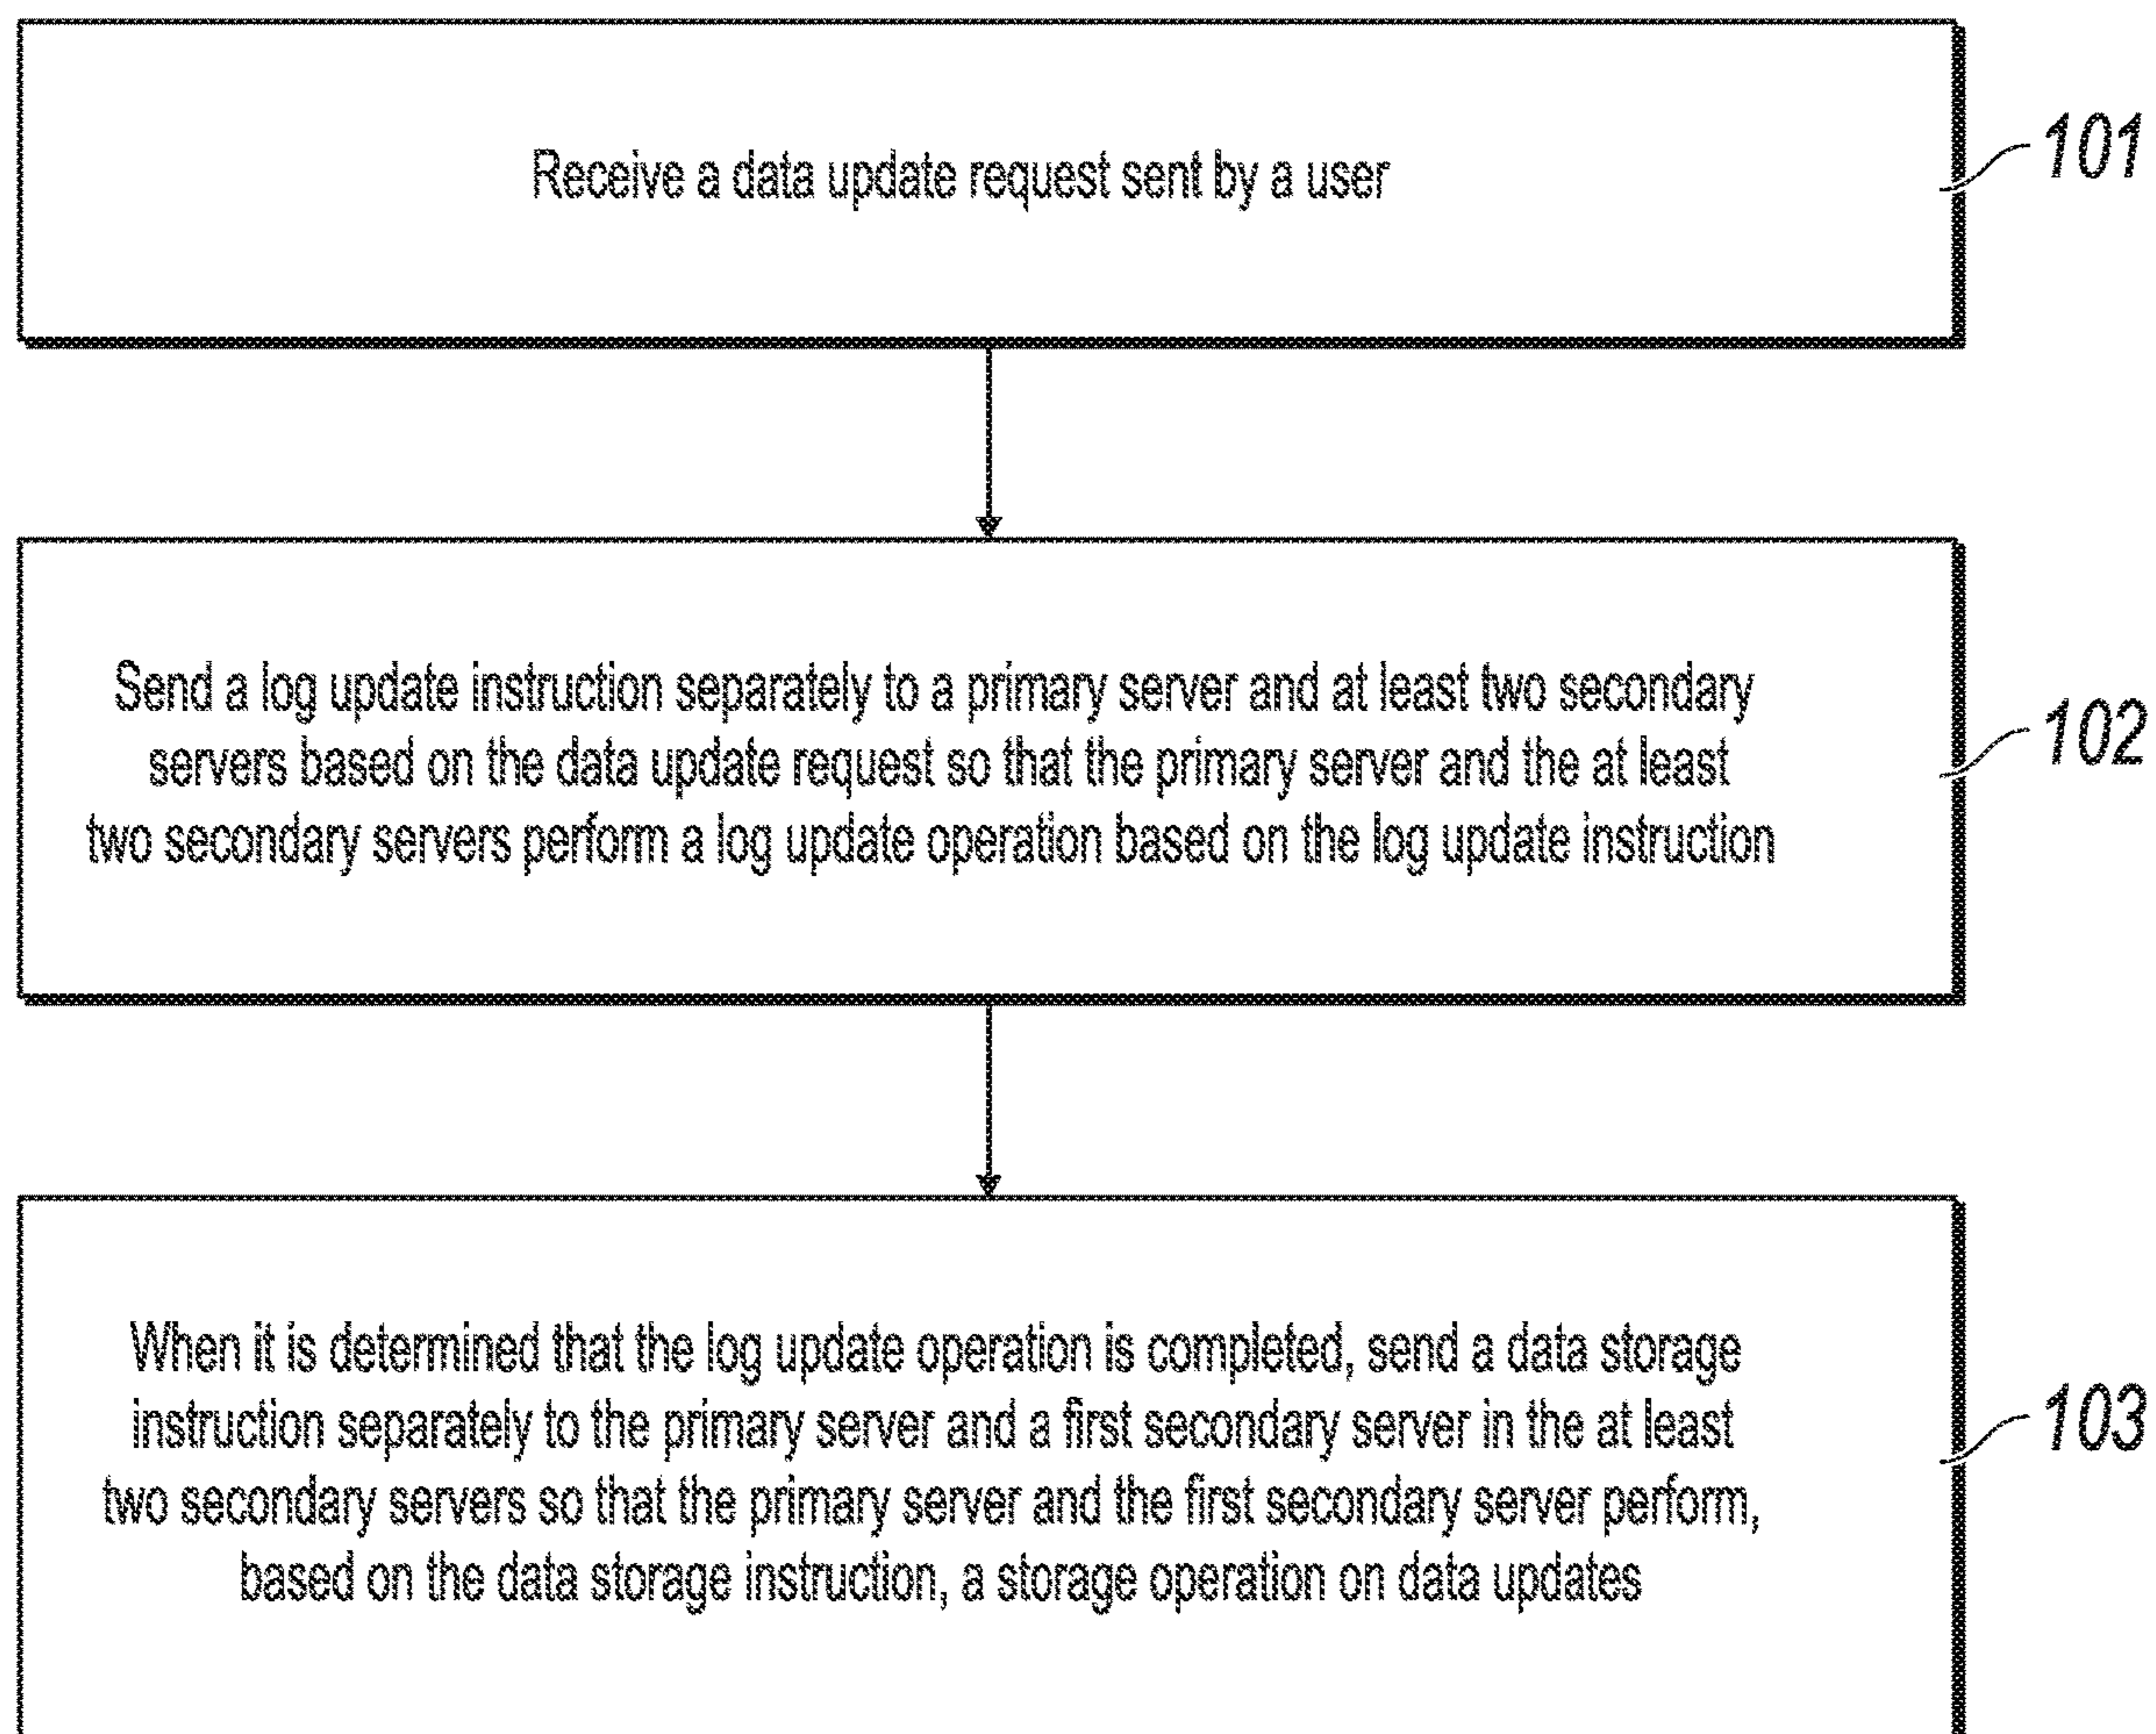 Receive a data update request sent by a user
101
Send a log update instruction separately to a primary server and at least two secondary
servers based on the data update request so that the primary server and the at least
two secondary servers perform a log update operation based on the log update instruction
102
When it is determined that the log update operation is completed, send a data storage
instruction separately to the primary server and a first secondary server in the at least
two secondary servers so that the primary server and the first secondary server perform,
based on the data storage instruction, a storage operation on data updates
103